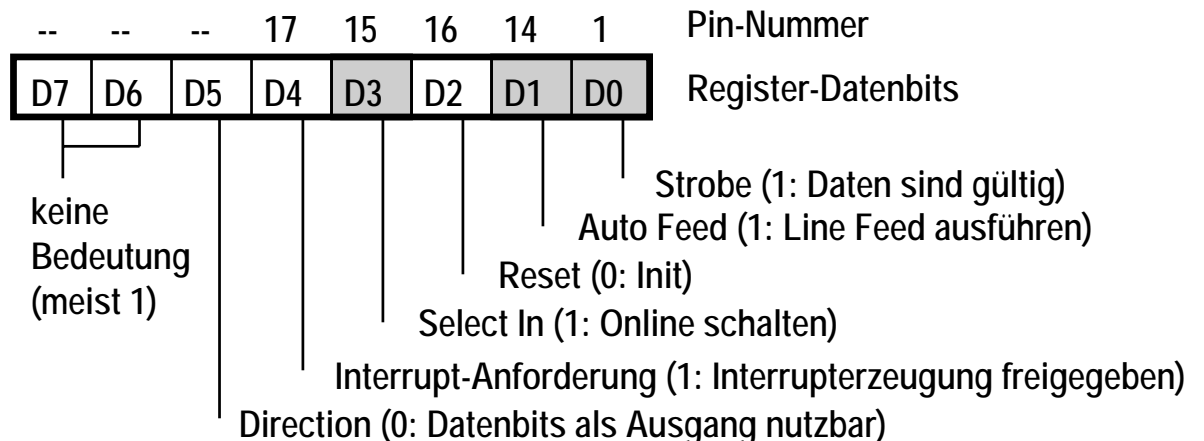 -- -- -- 17 15 16 14 1 Pin-Nummer
D7 D6 D5 D4 D3 D2 D1 D0 Register-Datenbits
Strobe (1: Daten sind gültig)
keine
Bedeutung
(meist 1)
Auto Feed (1: Line Feed ausführen)
Reset (0: Init)
Select In (1: Online schalten)
Interrupt-Anforderung (1: Interrupterzeugung freigegeben)
Direction (0: Datenbits als Ausgang nutzbar)